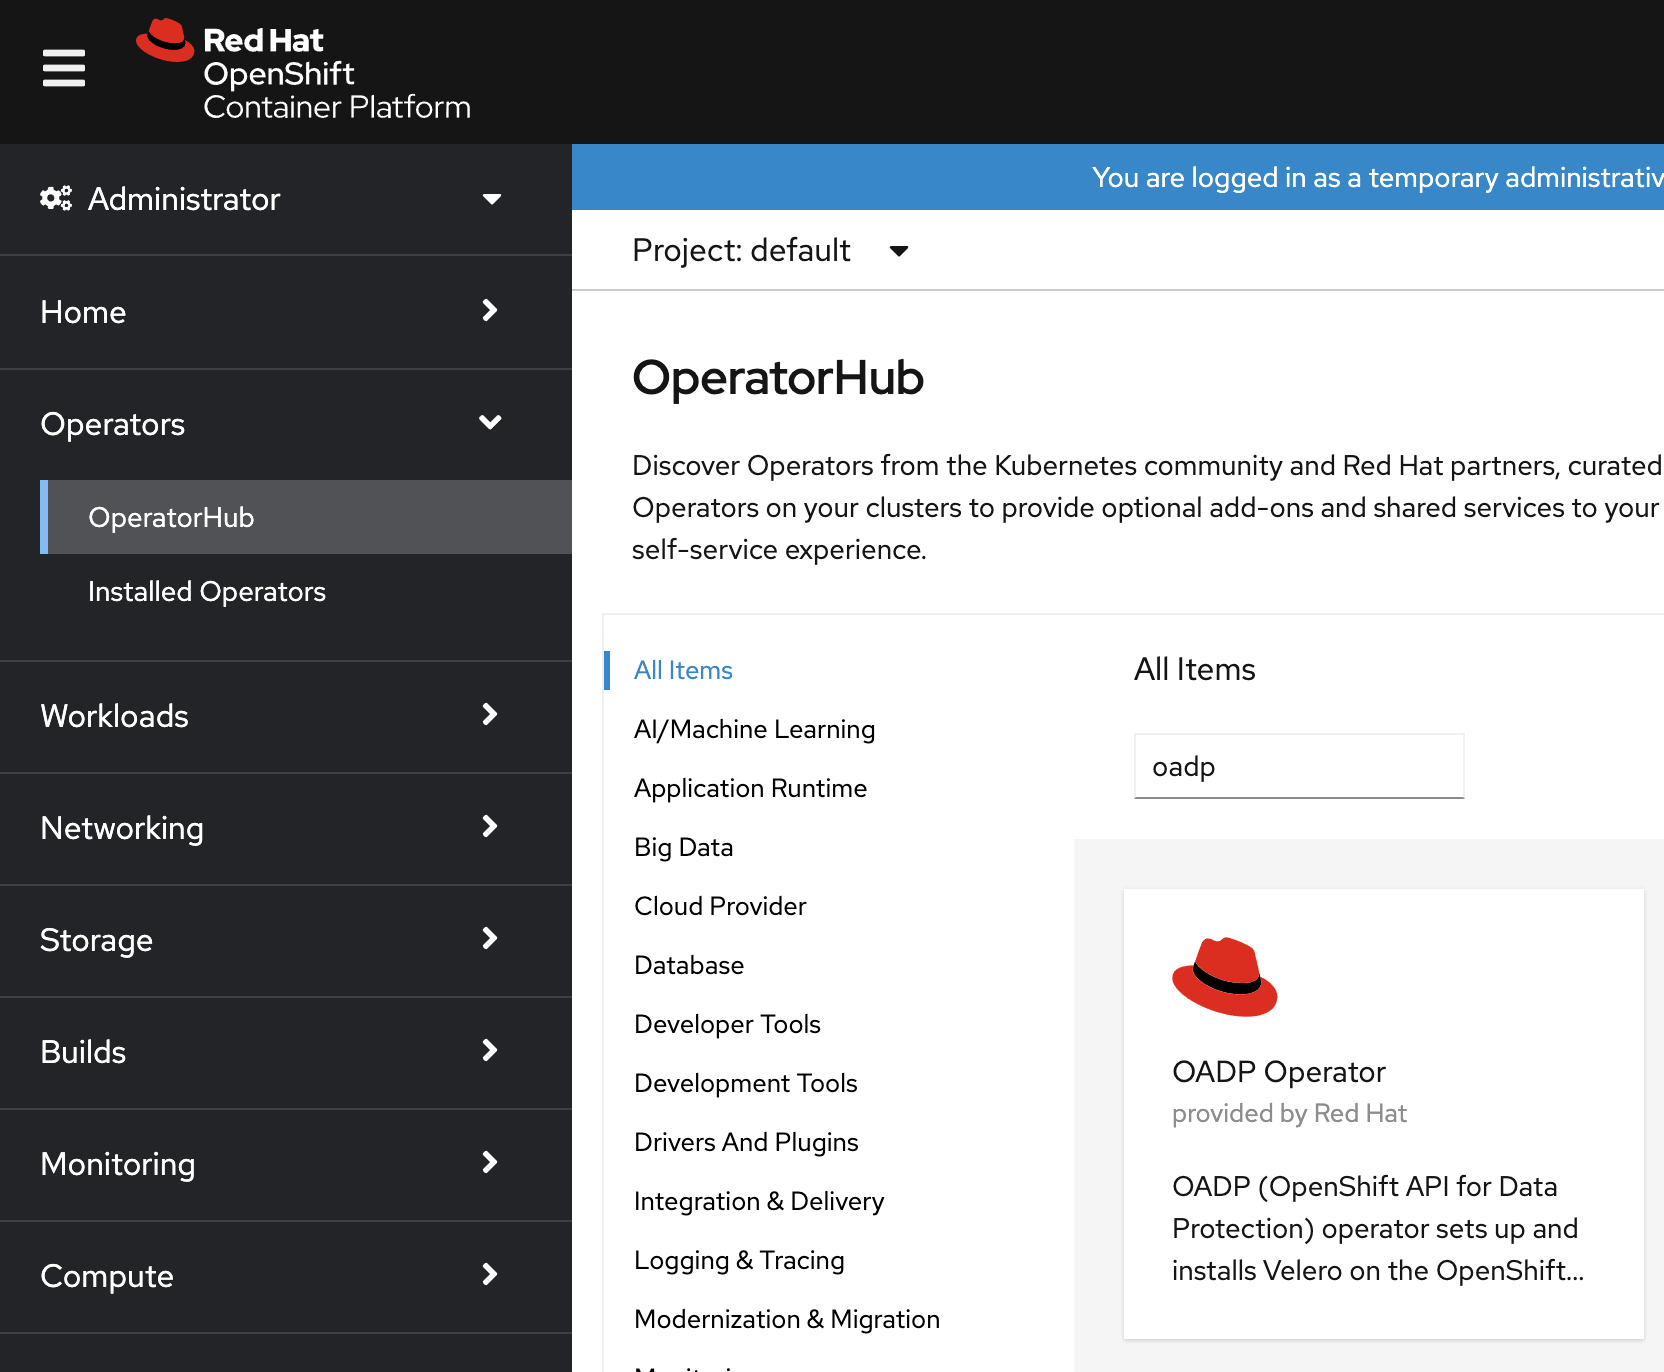 Red Hat
OpenShift
Container Platform
Administrator
Home
Operators
OperatorHub
Installed Operators
Workloads
Networking
Storage
Builds
Monitoring
Compute
You are logged in as a temporary administrativ
Project: default
OperatorHub
Discover Operators from the Kubernetes community and Red Hat partners, curated
Operators on your clusters to provide optional add-ons and shared services to your
self-service experience.
All Items
AI/Machine Learning
Application Runtime
Big Data
Cloud Provider
Database
Developer Tools
Development Tools
Drivers And Plugins
Integration & Delivery
Logging & Tracing
Modernization & Migration
All Items
oadp
OADP Operator
provided by Red Hat
OADP (OpenShift API for Data
Protection) operator sets up and
installs Velero on the OpenShift...